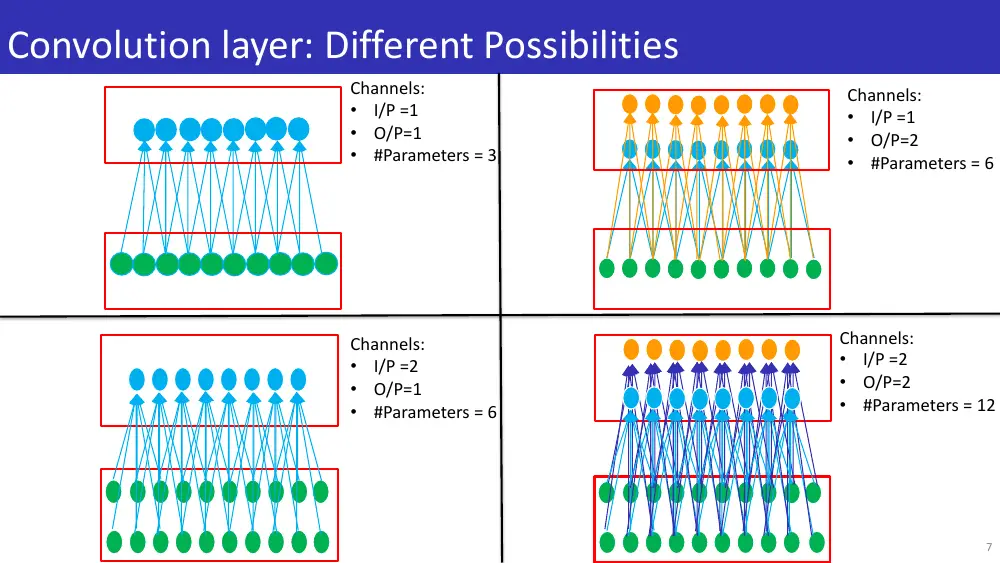 Convolution layer: Different Possibilities
Channels:
• I/P =1
• O/P=1
• #Parameters = 3
Channels:
• I/P =1
• O/P=2
• #Parameters = 6
Channels:
• I/P =2
• O/P=1
• #Parameters = 6
Channels:
• I/P =2
• O/P=2
• #Parameters = 12
7